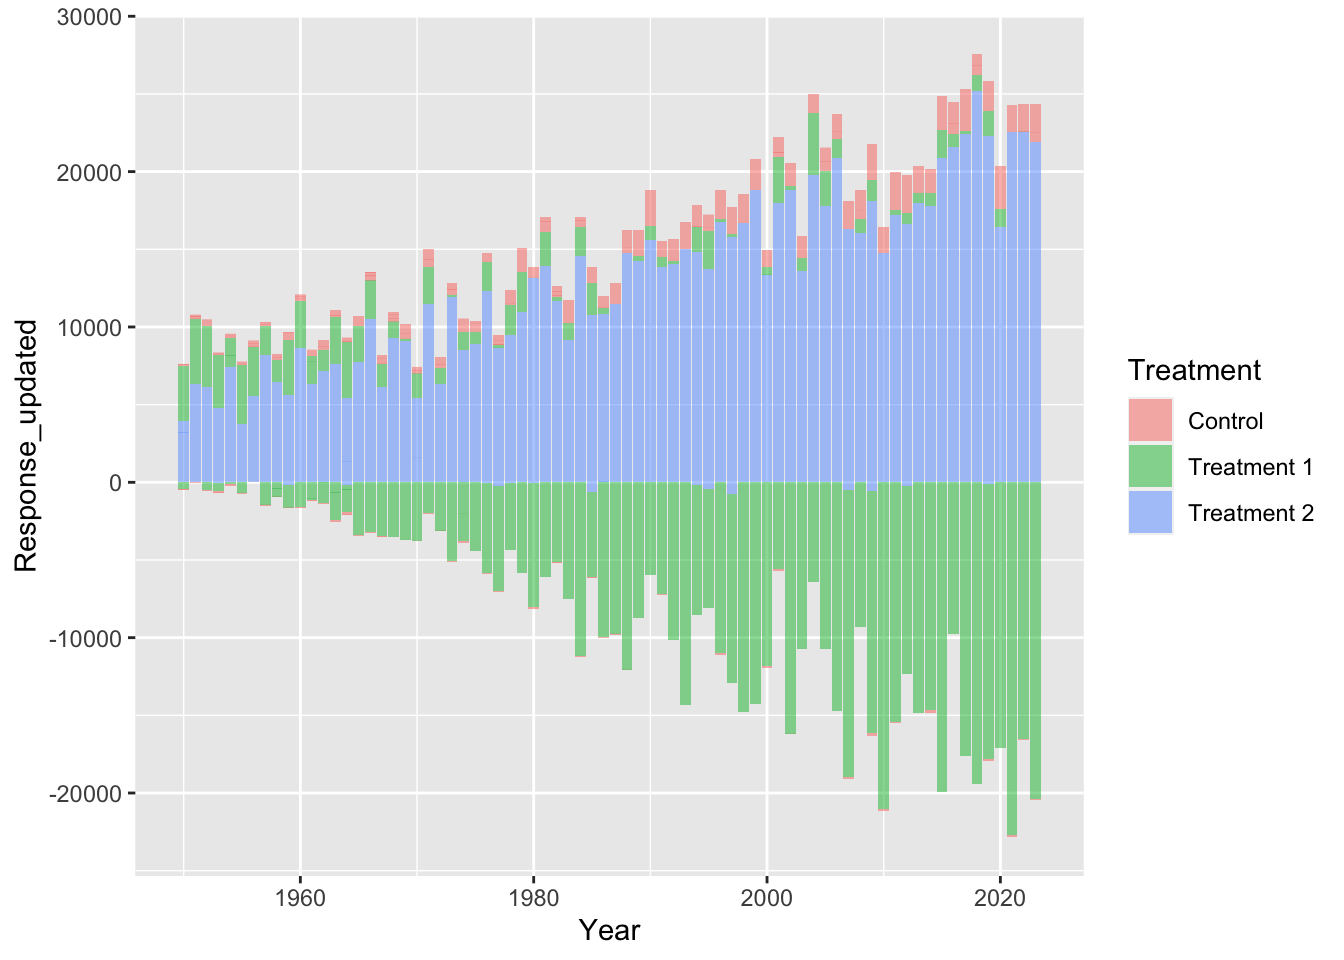 30000
20000
10000
0
-10000
-20000
Response_updated
1960
1980
2000
2020
Year
Treatment
Control
Treatment 1
Treatment 2